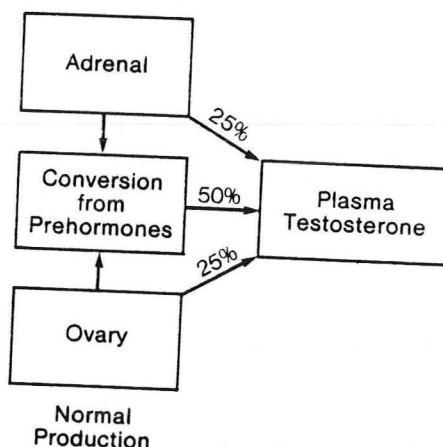 Adrenal
25%
Conversion
from
Prehormones
50%
Plasma
Testosterone
25%
Ovary
Normal
Production